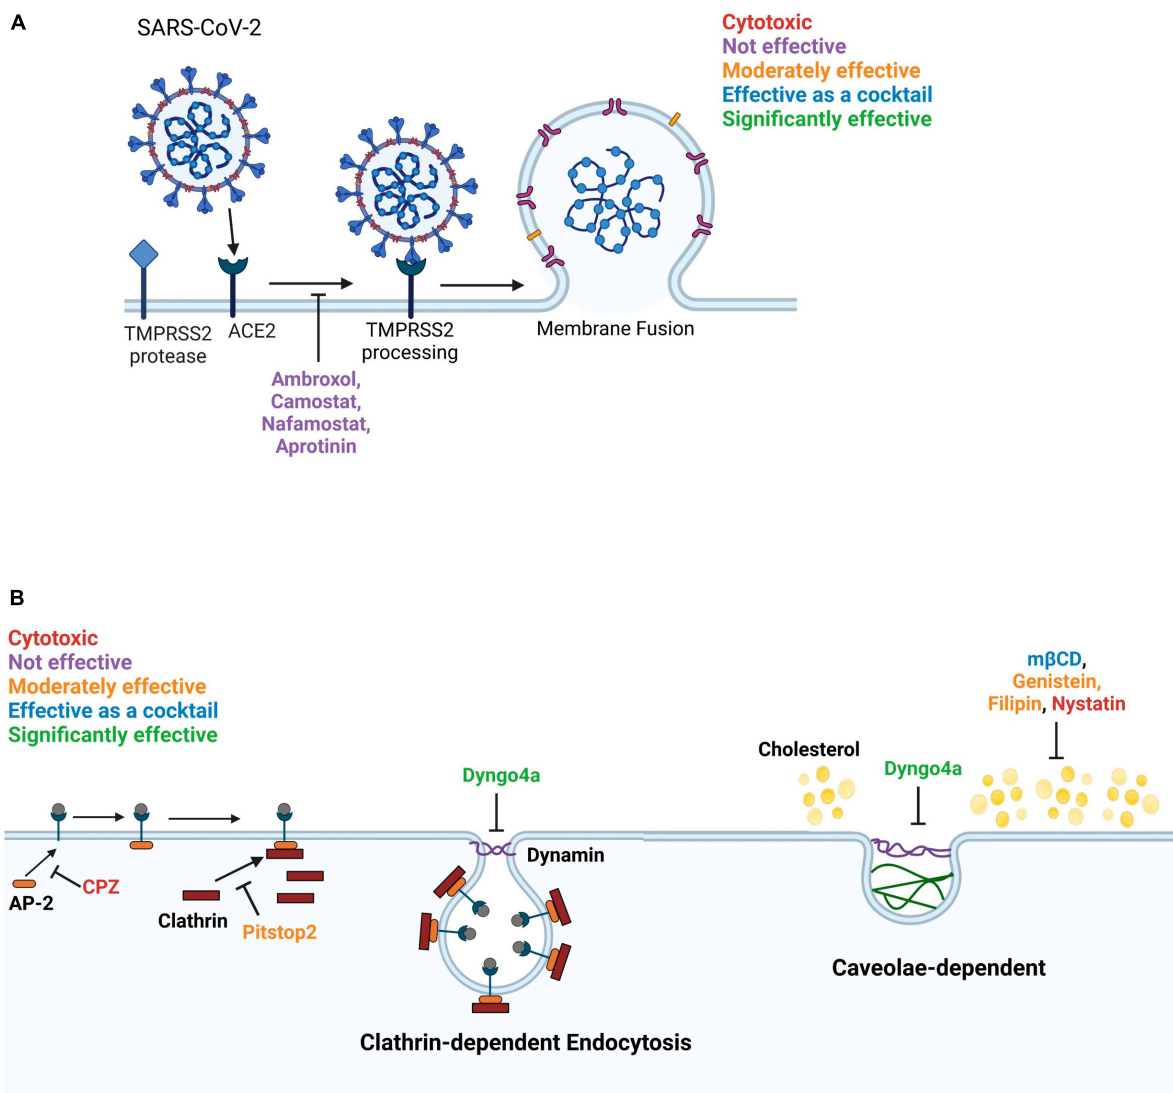 A
SARS-CoV-2
Cytotoxic
Not effective
Moderately effective
Effective as a cocktail
Significantly effective
TMPRSS2
protease
ACE2
TMPRSS2
processing
Membrane Fusion
Ambroxol,
Camostat,
Nafamostat,
Aprotinin
B
Cytotoxic
Not effective
Moderately effective
Effective as a cocktail
Significantly effective
mβCD,
Genistein,
Filipin, Nystatin
Cholesterol
Dyngo4a
Dyngo4a
Dynamin
AP-2
CPZ
Clathrin
Pitstop2
Caveolae-dependent
Clathrin-dependent Endocytosis